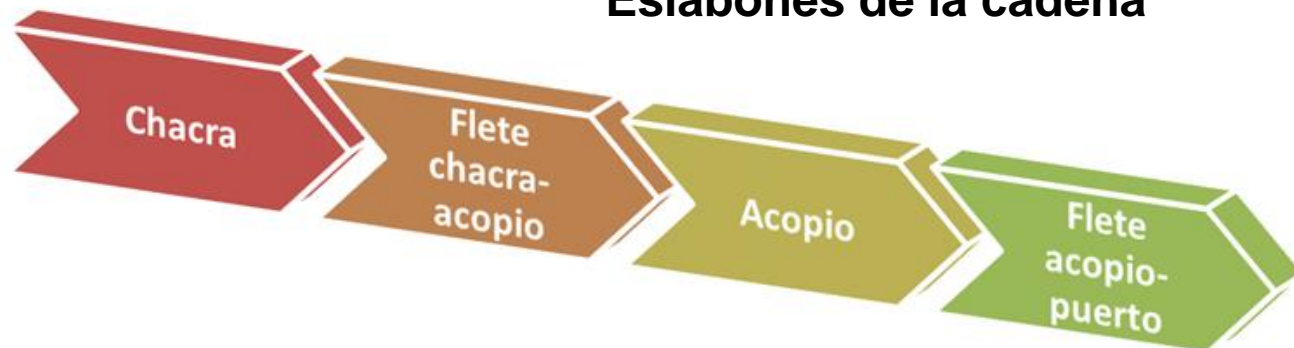 Eslabones de la cadena
Chacra
Flete
chacra-
acopio
Acopio
Flete
acopio-
puerto